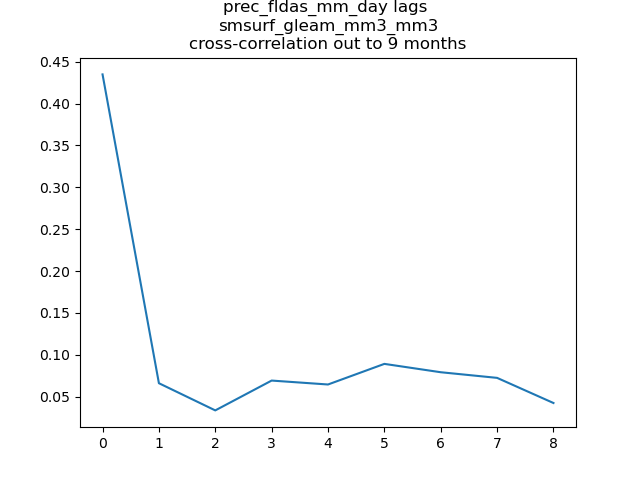 prec_fldas_mm_day lags
smsurf_gleam_mm3_mm3
cross-correlation out to 9 months
0.45
0.40
0.35
0.30
0.25
0.20
0.15
0.10
0.05
0 1 2 3 4 5 6 7 8